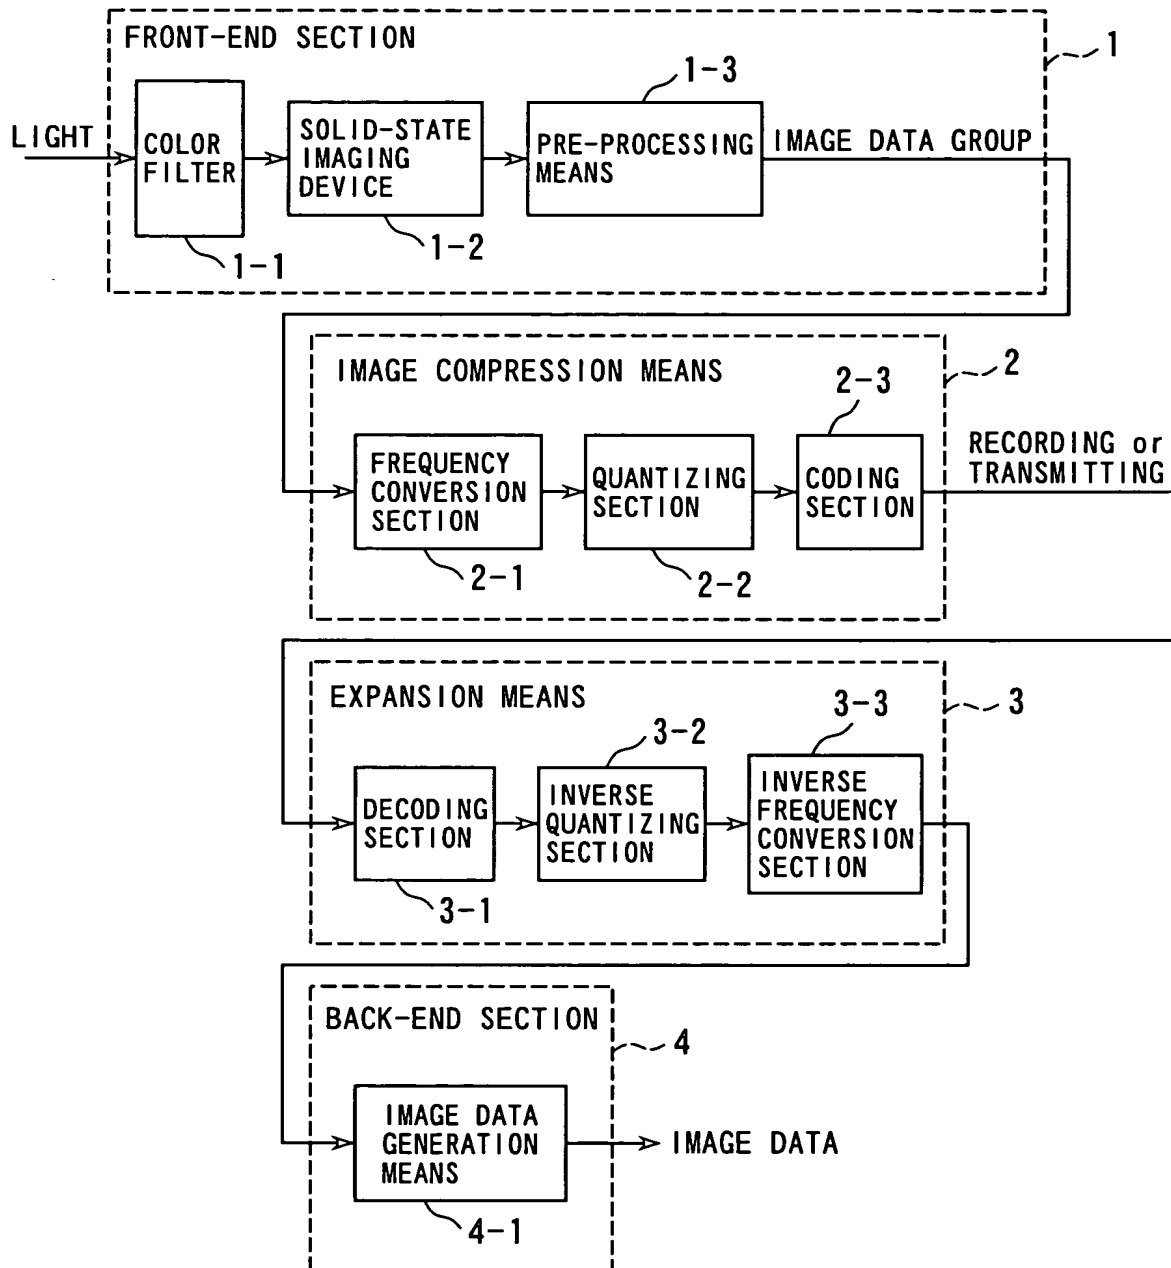 FRONT-END SECTION
1
1-3
LIGHT
COLOR
FILTER
SOLID-STATE
IMAGING
DEVICE
PRE-PROCESSING
MEANS
IMAGE DATA GROUP
1-1
1-2
IMAGE COMPRESSION MEANS
2
2-3
FREQUENCY
CONVERSION
SECTION
QUANTIZING
SECTION
CODING
SECTION
RECORDING or
TRANSMITTING
2-1
2-2
EXPANSION MEANS
3
3-2
3-3
DECODING
SECTION
INVERSE
QUANTIZING
SECTION
INVERSE
FREQUENCY
CONVERSION
SECTION
3-1
BACK-END SECTION
4
IMAGE DATA
GENERATION
MEANS
IMAGE DATA
4-1